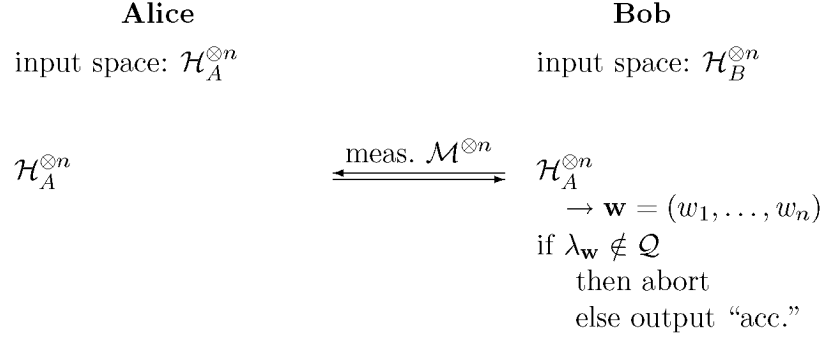 Alice Bob
input space: $\mathcal{H}_A^{\otimes n}$ input space: $\mathcal{H}_B^{\otimes n}$
$\mathcal{H}_A^{\otimes n}$ meas. $\mathcal{M}^{\otimes n}$ $\mathcal{H}_A^{\otimes n}$
$\to \mathbf{w} = (w_1, \ldots, w_n)$
if $\lambda_{\mathbf{w}} \notin \mathcal{Q}$
then abort
else output “acc.”